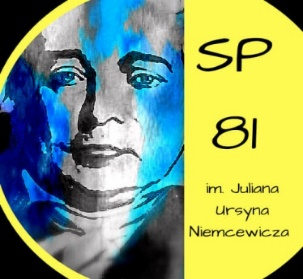 SP
81
im. Juliana
Ursyna
Niemcewicza